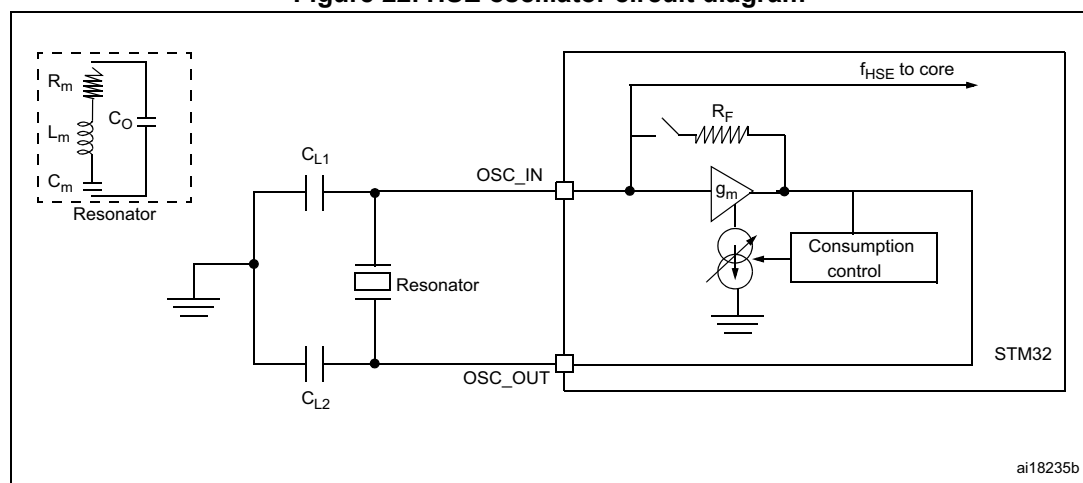 Figure 22. HSE oscillator circuit diagram
R_m
C_O
L_m
C_m
Resonator
C_L1
OSC_IN
f_HSE to core
R_F
g_m
Consumption
control
Resonator
STM32
OSC_OUT
C_L2
ai18235b